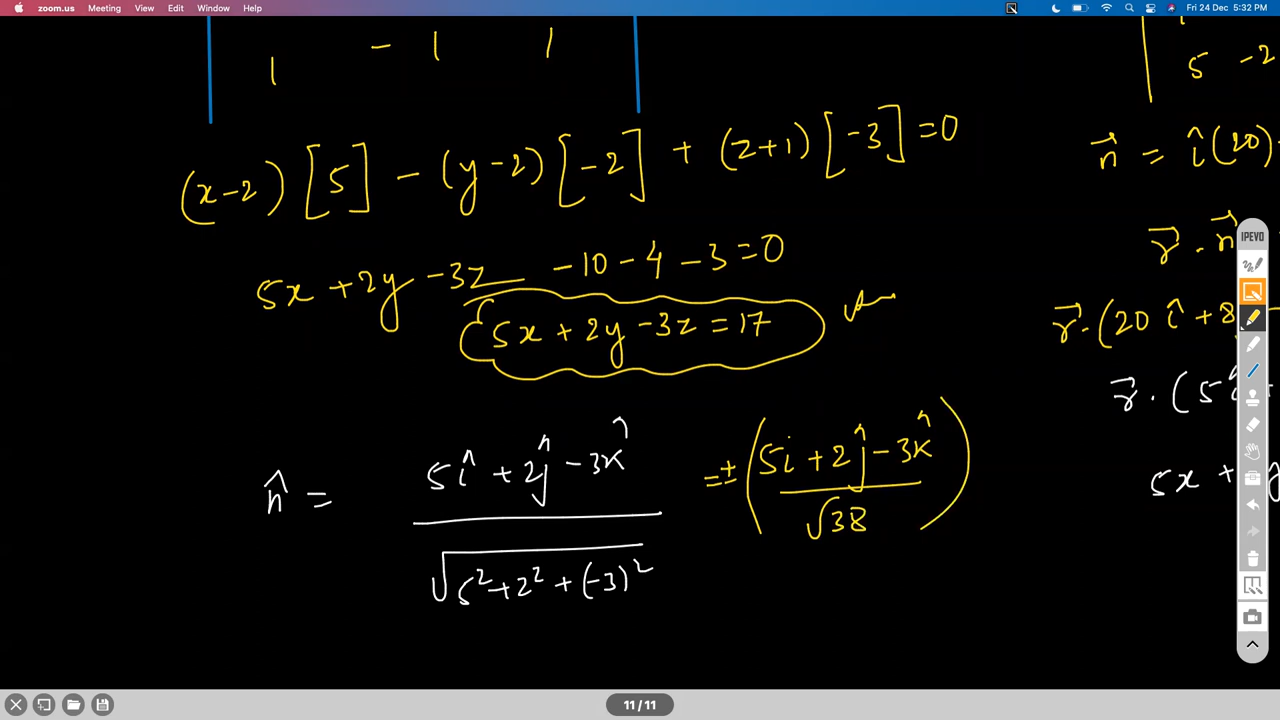 zoom.us Meeting View Edit Window Help Fri 24 Dec 5:32 PM
1 - 1 1
5 -2
(x-2) [5] - (y-2) [-2] + (z+1) [-3] = 0
5x + 2y - 3z -10 - 4 - 3 = 0
5x + 2y - 3z = 17
n̂ = 5î + 2ĵ - 3k̂ / √5² + 2² + (-3)² = ± (5i + 2ĵ - 3k̂ / √38)
n⃗ = î(20)
r⃗ . n⃗
r⃗ . (20 î + 8
r⃗ . (5î +
5x +
IPEVO
11/11